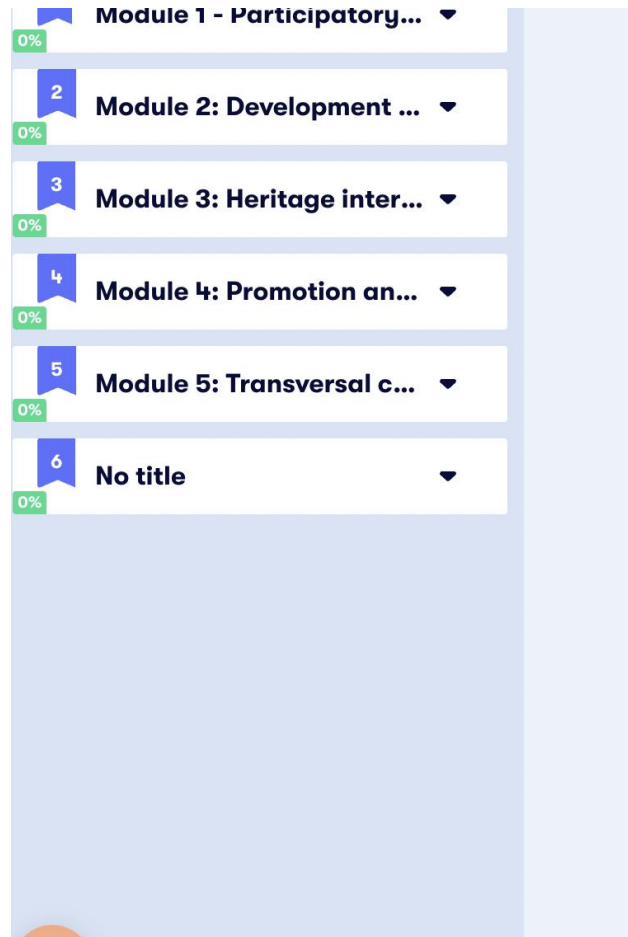 Module 1 - Participatory...
0%
2
Module 2: Development ...
0%
3
Module 3: Heritage inter...
0%
4
Module 4: Promotion an...
0%
5
Module 5: Transversal c...
0%
6
No title
0%